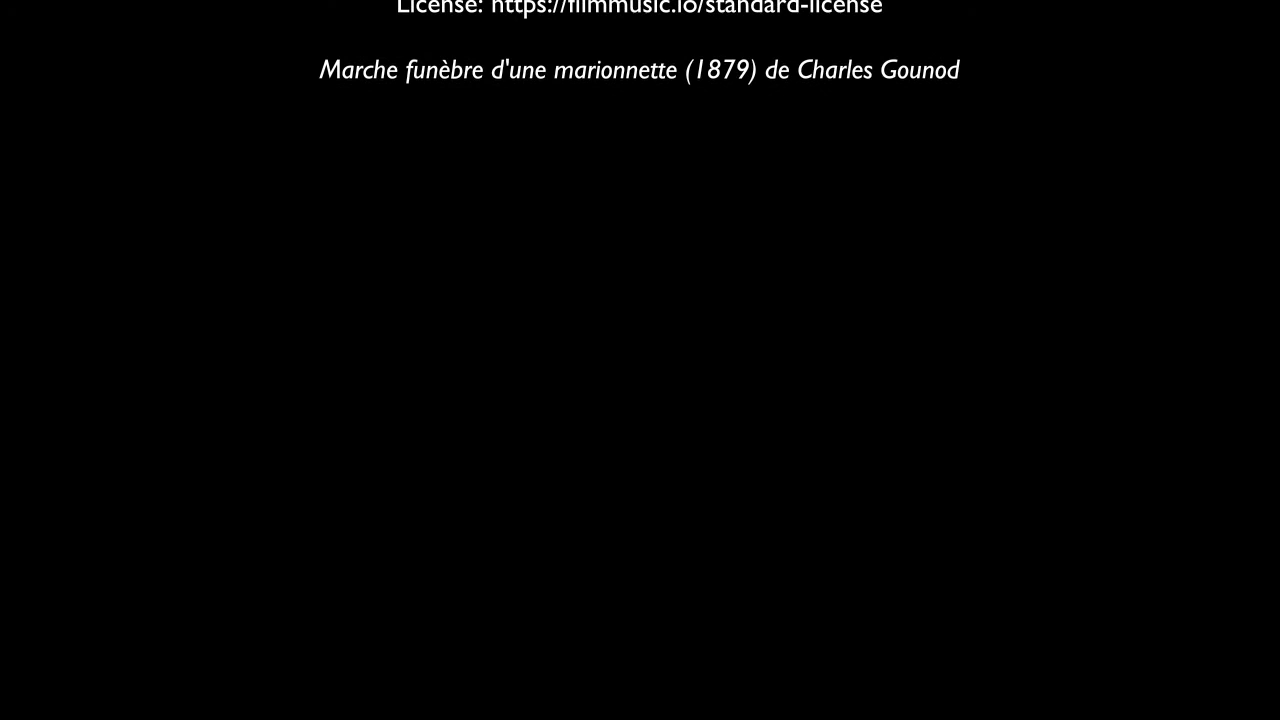 License: https://filmmusic.io/standard-license
Marche funèbre d'une marionnette (1879) de Charles Gounod